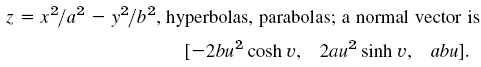 z = x²/a² − y²/b², hyperbolas, parabolas; a normal vector is
[−2bu² cosh v, 2au² sinh v, abu].